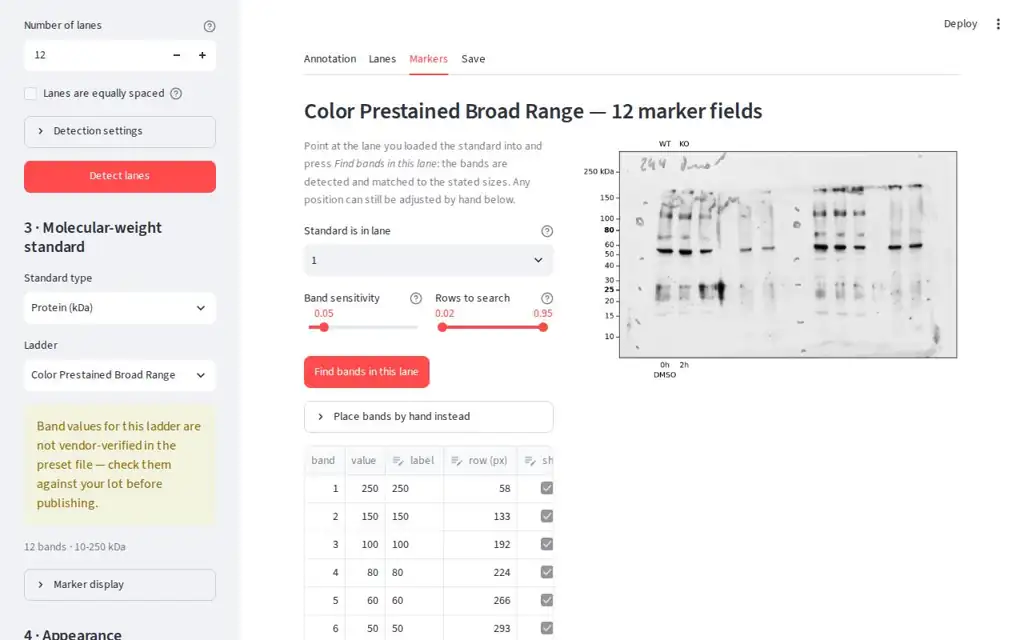 Number of lanes
12
Lanes are equally spaced
Detection settings
Detect lanes
3 · Molecular-weight
standard
Standard type
Protein (kDa)
Ladder
Color Prestained Broad Range
Band values for this ladder are
not vendor-verified in the
preset file — check them
against your lot before
publishing.
12 bands · 10-250 kDa
Marker display
4 · Appearance
Deploy
Annotation Lanes Markers Save
Color Prestained Broad Range — 12 marker fields
Point at the lane you loaded the standard into and
press Find bands in this lane: the bands are
detected and matched to the stated sizes. Any
position can still be adjusted by hand below.
Standard is in lane
1
Band sensitivity Rows to search
0.05 0.02 0.95
Find bands in this lane
Place bands by hand instead
band value label row (px) sh
1 250 250 58
2 150 150 133
3 100 100 192
4 80 80 224
5 60 60 266
6 50 50 293
WT KO
250 kDa
150
100
80
60
50
40
30
25
20
15
10
0h 2h
DMSO